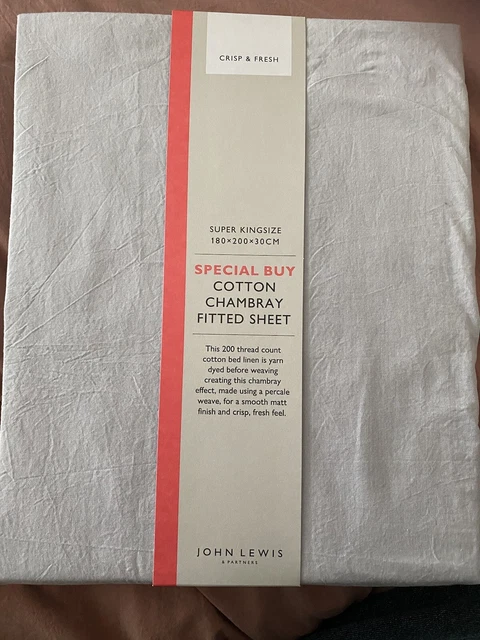 CRISP & FRESH
SUPER KINGSIZE
180×200×30CM
SPECIAL BUY
COTTON
CHAMBRAY
FITTED SHEET
This 200 thread count
cotton bed linen is yarn
dyed before weaving
creating this chambray
effect, made using a percale
weave, for a smooth matt
finish and crisp, fresh feel.
JOHN LEWIS
& PARTNERS